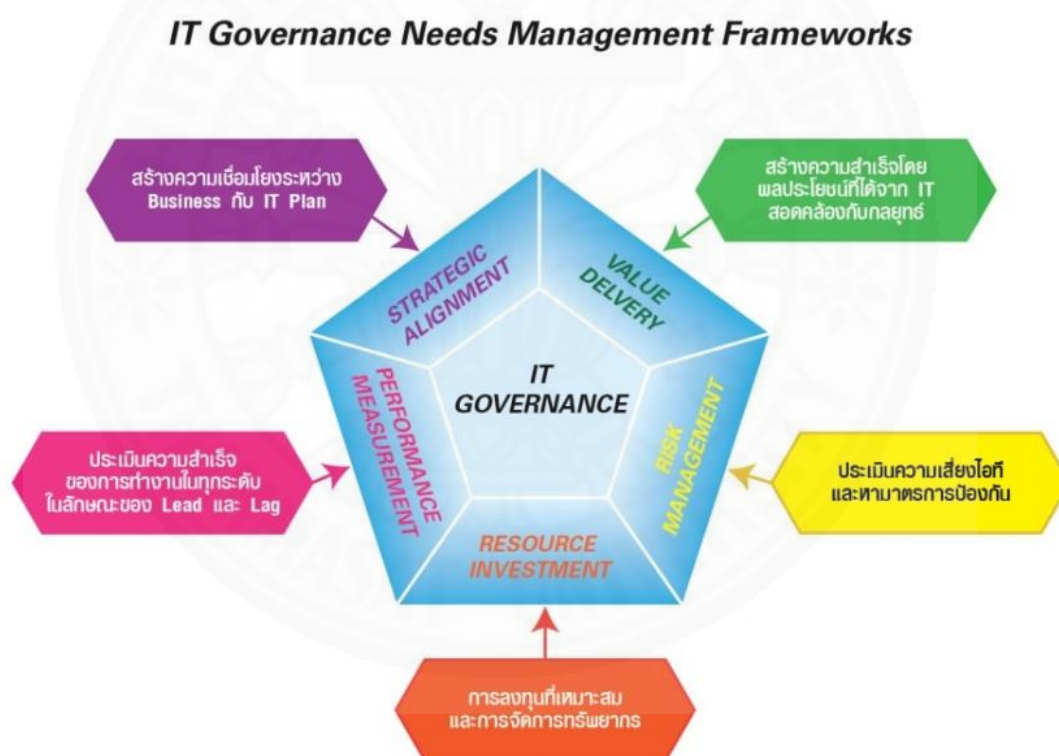 IT Governance Needs Management Frameworks
สร้างความเชื่อมโยงระหว่าง
Business กับ IT Plan
สร้างความสำเร็จโดย
ผลประโยชน์ที่ได้จาก IT
สอดคล้องกับกลยุทธ์
STRATEGIC
ALIGNMENT
VALUE
DELVERY
IT
GOVERNANCE
PERFORMANCE
MEASUREMENT
RISK
MANAGEMENT
ประเมินความสำเร็จ
ของการทำงานในทุกระดับ
ในลักษณะของ Lead และ Lag
ประเมินความเสี่ยงไอที
และหามาตรการป้องกัน
RESOURCE
INVESTMENT
การลงทุนที่เหมาะสม
และการจัดการทรัพยากร